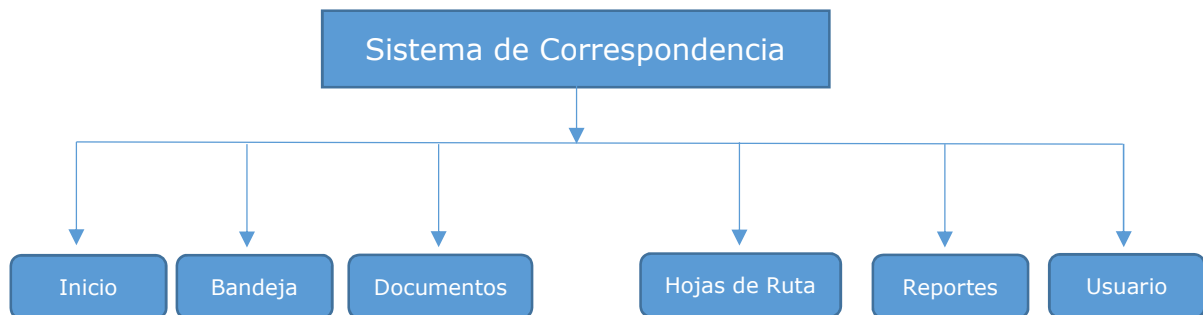 Sistema de Correspondencia
Inicio
Bandeja
Documentos
Hojas de Ruta
Reportes
Usuario